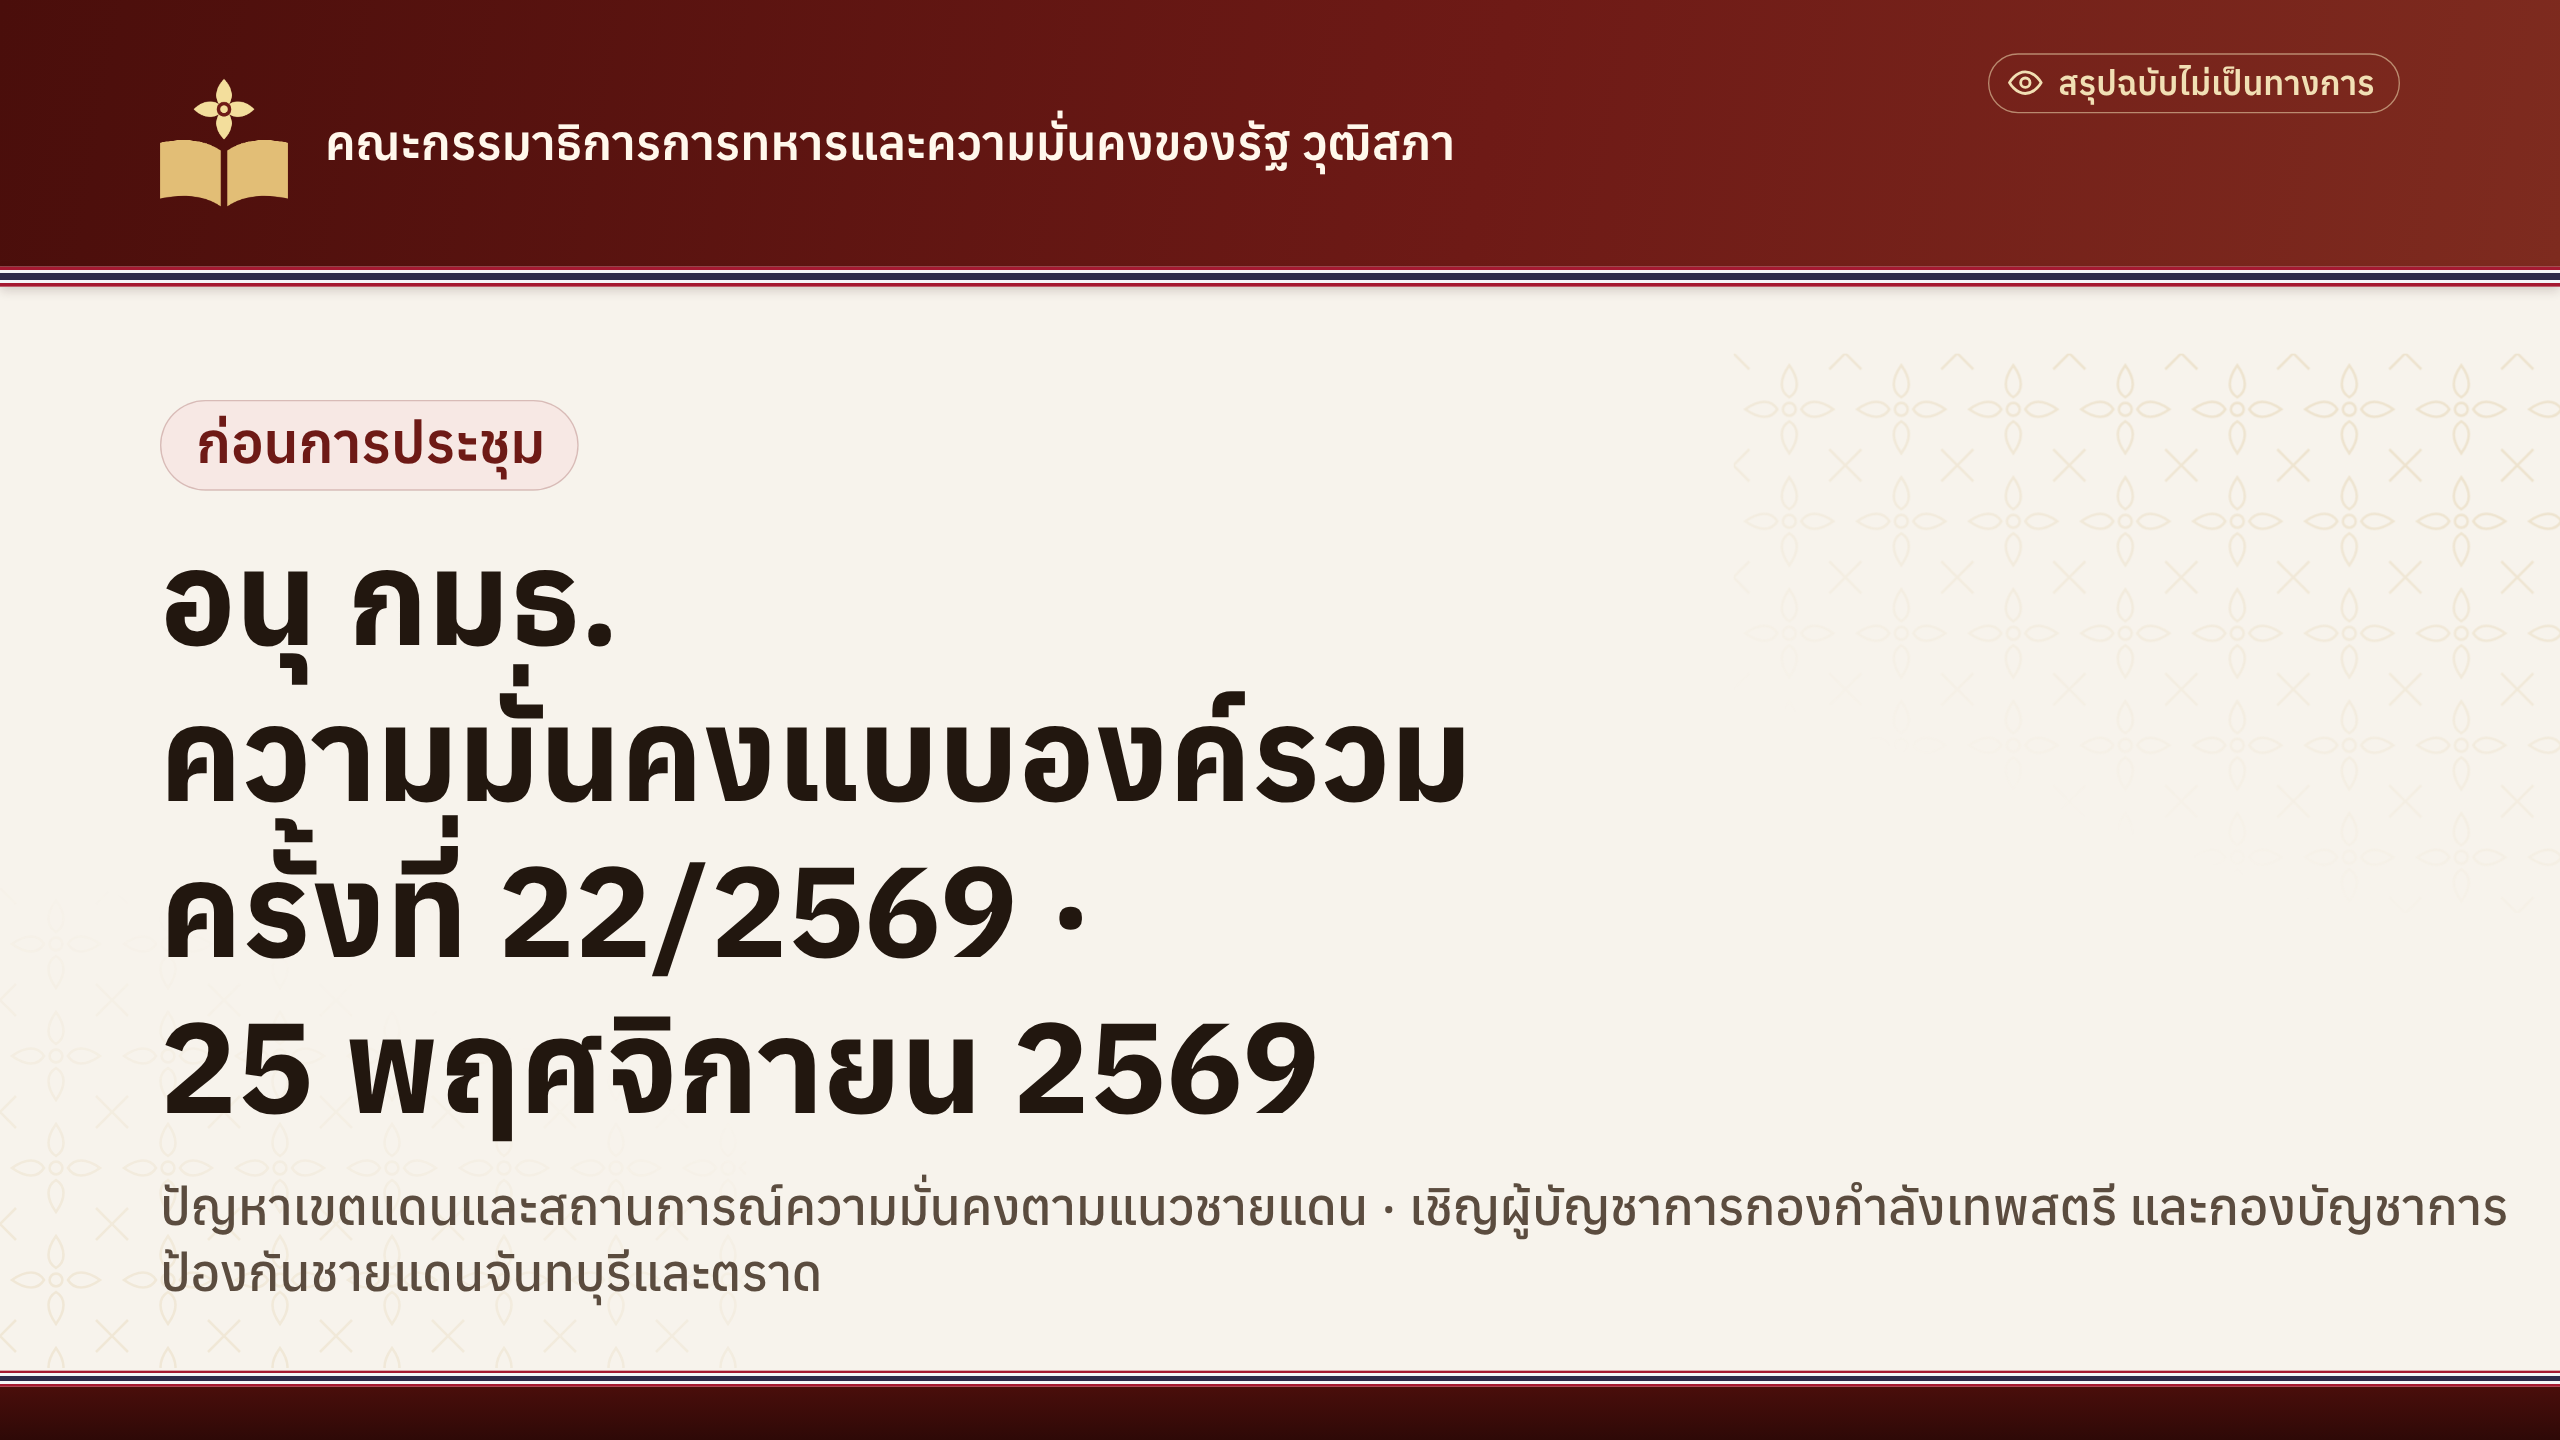 คณะกรรมาธิการการทหารและความมั่นคงของรัฐ วุฒิสภา
สรุปฉบับไม่เป็นทางการ
ก่อนการประชุม
อนุ กมธ.
ความมั่นคงแบบองค์รวม
ครั้งที่ 22/2569 ·
25 พฤศจิกายน 2569
ปัญหาเขตแดนและสถานการณ์ความมั่นคงตามแนวชายแดน · เชิญผู้บัญชาการกองกำลังเทพสตรี และกองบัญชาการ
ป้องกันชายแดนจันทบุรีและตราด